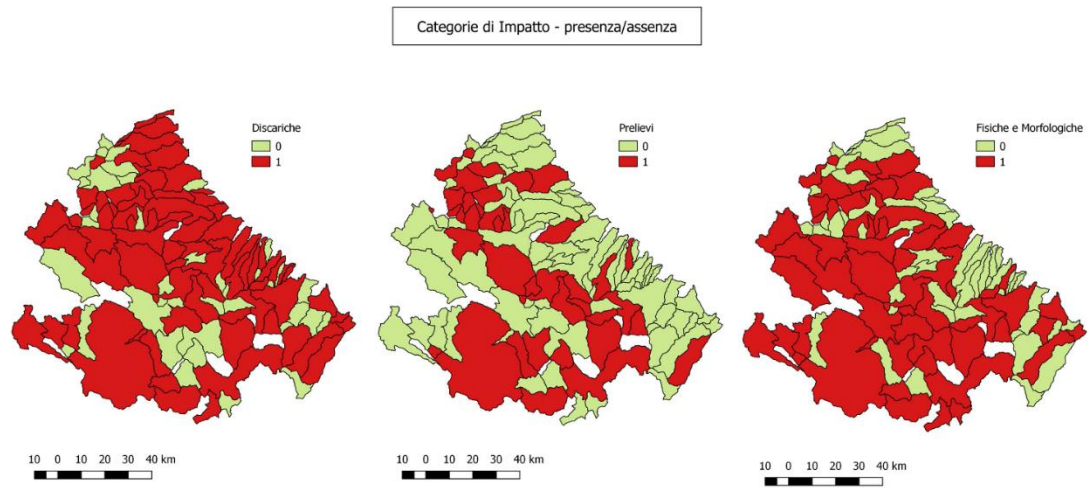 Categorie di Impatto - presenza/assenza
Discariche
0
1
Prelievi
0
1
Fisiche e Morfologiche
0
1
10 0 10 20 30 40 km
10 0 10 20 30 40 km
10 0 10 20 30 40 km